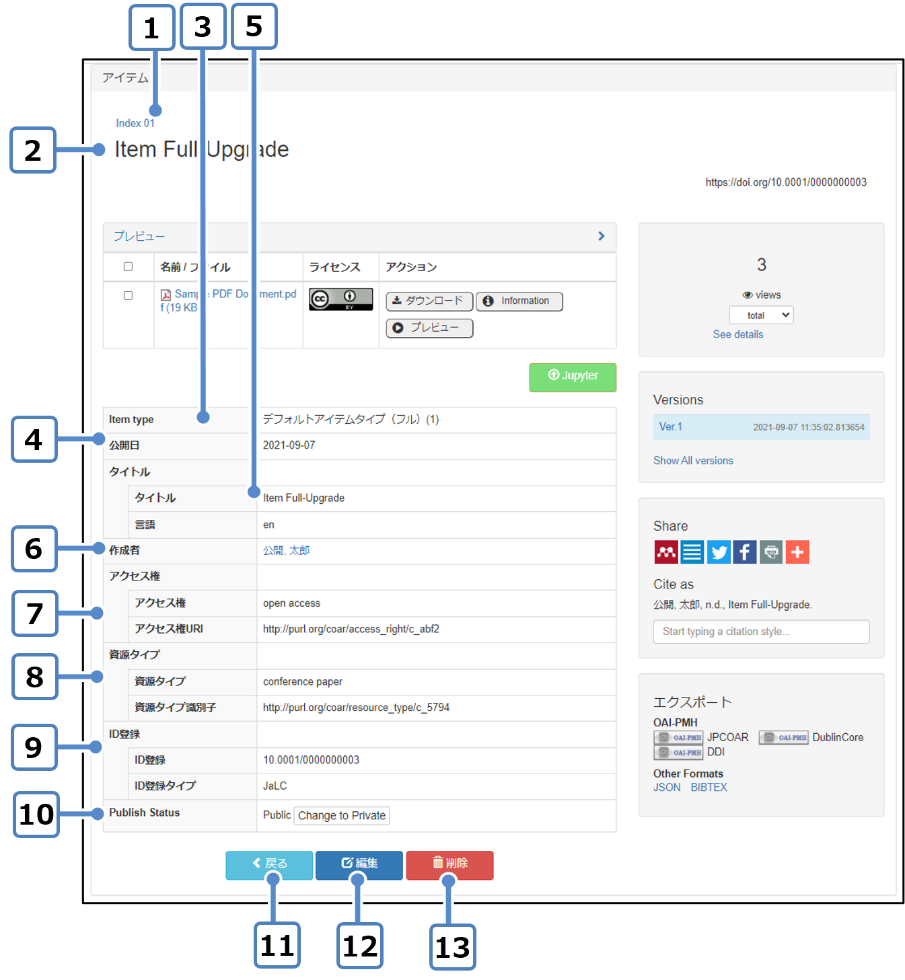 1
3
5
アイテム
Index 01
2
Item Full-Upgrade
https://doi.org/10.0001/0000000003
プレビュー
名前 / ファイル ライセンス アクション
Sample PDF Document.pd
f (19 KB
cc BY
ダウンロード
Information
プレビュー
3
views
total
See details
Jupyter
Item type デフォルトアイテムタイプ（フル）(1)
4
公開日 2021-09-07
タイトル
タイトル Item Full-Upgrade
言語 en
6
作成者 公開, 太郎
アクセス権
7
アクセス権 open access
アクセス権URI http://purl.org/coar/access_right/c_abf2
資源タイプ
8
資源タイプ conference paper
資源タイプ識別子 http://purl.org/coar/resource_type/c_5794
9
ID登録
ID登録 10.0001/0000000003
ID登録タイプ JaLC
10
Publish Status Public Change to Private
Versions
Ver.1 2021-09-07 11:35:02.813654
Show All versions
Share
Cite as
公開, 太郎, n.d., Item Full-Upgrade.
Start typing a citation style...
エクスポート
OAI-PMH
OAI-PMH JPCOAR OAI-PMH DublinCore
OAI-PMH DDI
Other Formats
JSON BIBTEX
戻る
編集
削除
11
12
13